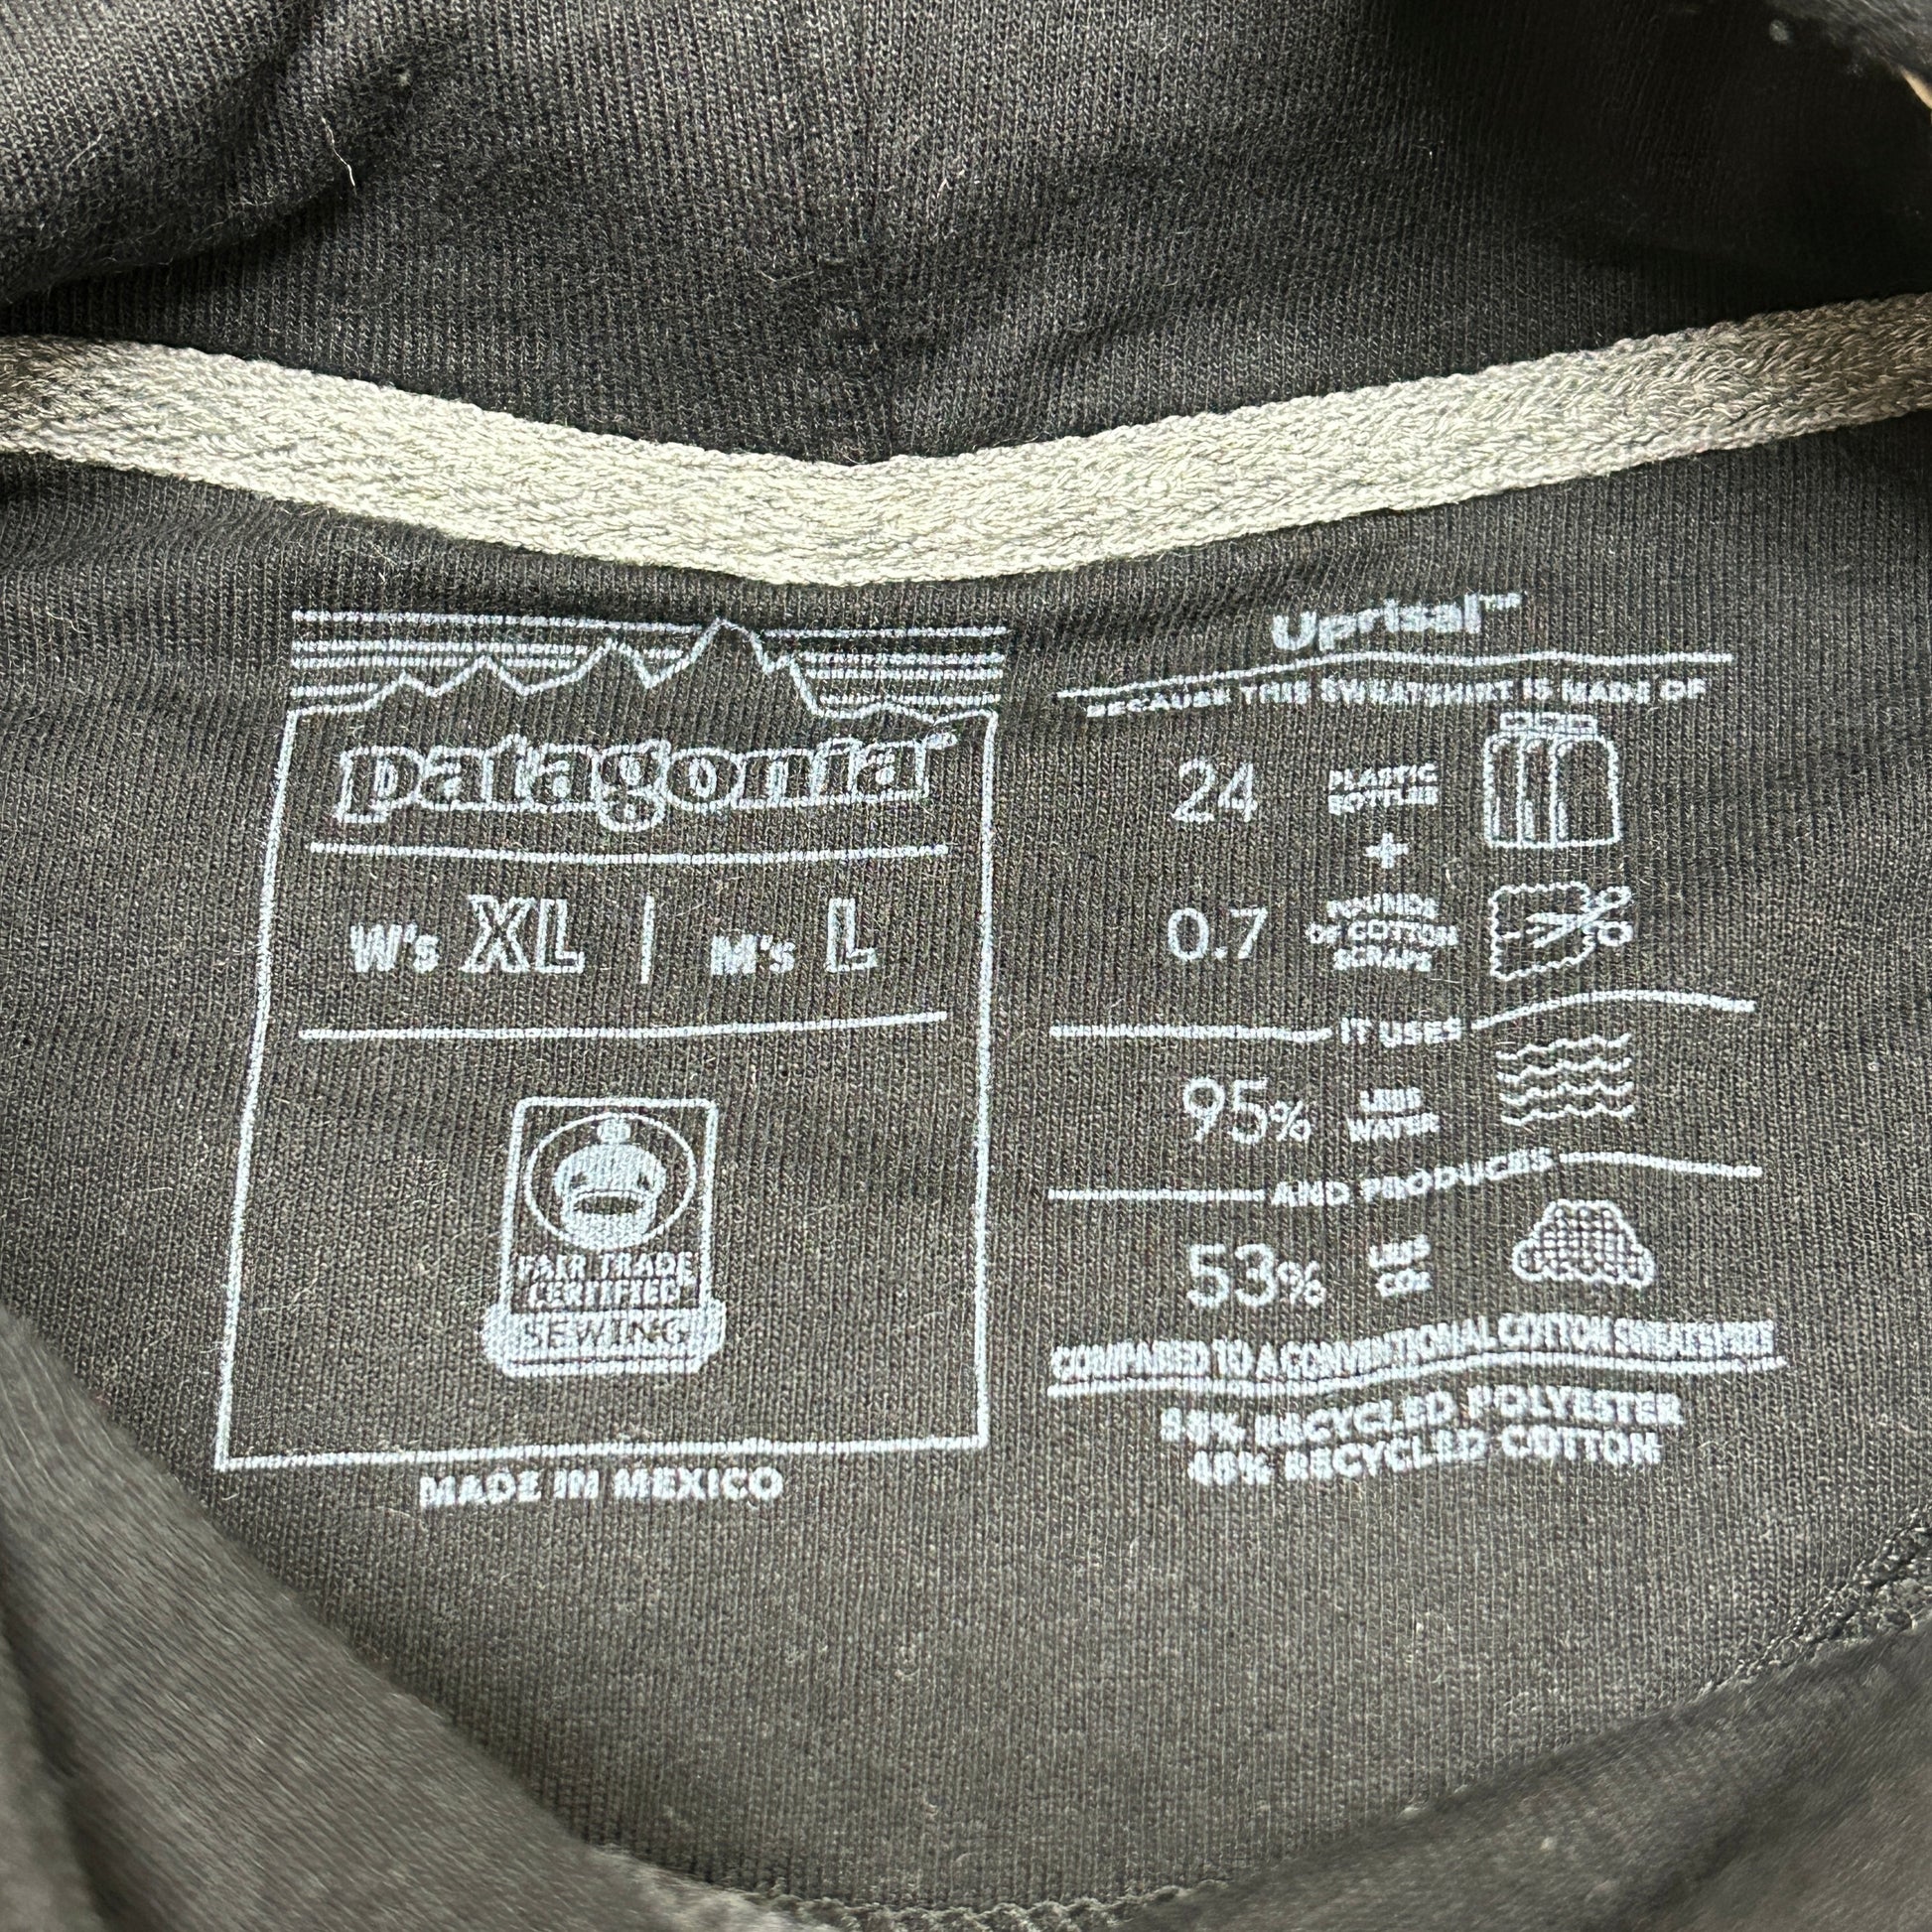 patagonia®
W's XL | M's L
FAIR TRADE
CERTIFIED
SEWING
MADE IN MEXICO
Uprisal™
BECAUSE THIS SWEATSHIRT IS MADE OF
24 PLASTIC
BOTTLES
+
0.7 POUNDS
OF COTTON
SCRAPS
IT USES
95% LESS
WATER
AND PRODUCES
53% LESS
CO₂
COMPARED TO A CONVENTIONAL COTTON SWEATSHIRT
RECYCLED POLYESTER
RECYCLED COTTON